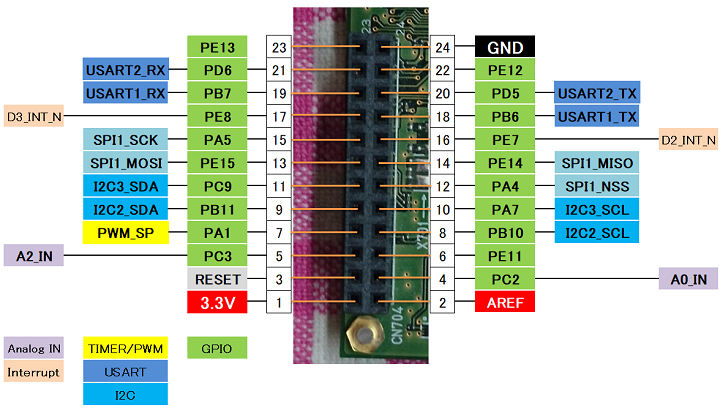 PE13 23 23 24 24 GND
USART2_RX PD6 21 22 PE12
USART1_RX PB7 19 20 PD5 USART2_TX
D3_INT_N PE8 17 18 PB6 USART1_TX
SPI1_SCK PA5 15 16 PE7 D2_INT_N
SPI1_MOSI PE15 13 14 PE14 SPI1_MISO
I2C3_SDA PC9 11 12 PA4 SPI1_NSS
I2C2_SDA PB11 9 10 PA7 I2C3_SCL
PWM_SP PA1 7 X701 8 PB10 I2C2_SCL
A2_IN PC3 5 6 PE11
RESET 3 4 PC2 A0_IN
3.3V 1 2 AREF
CN704
Analog IN TIMER/PWM GPIO
Interrupt USART
I2C